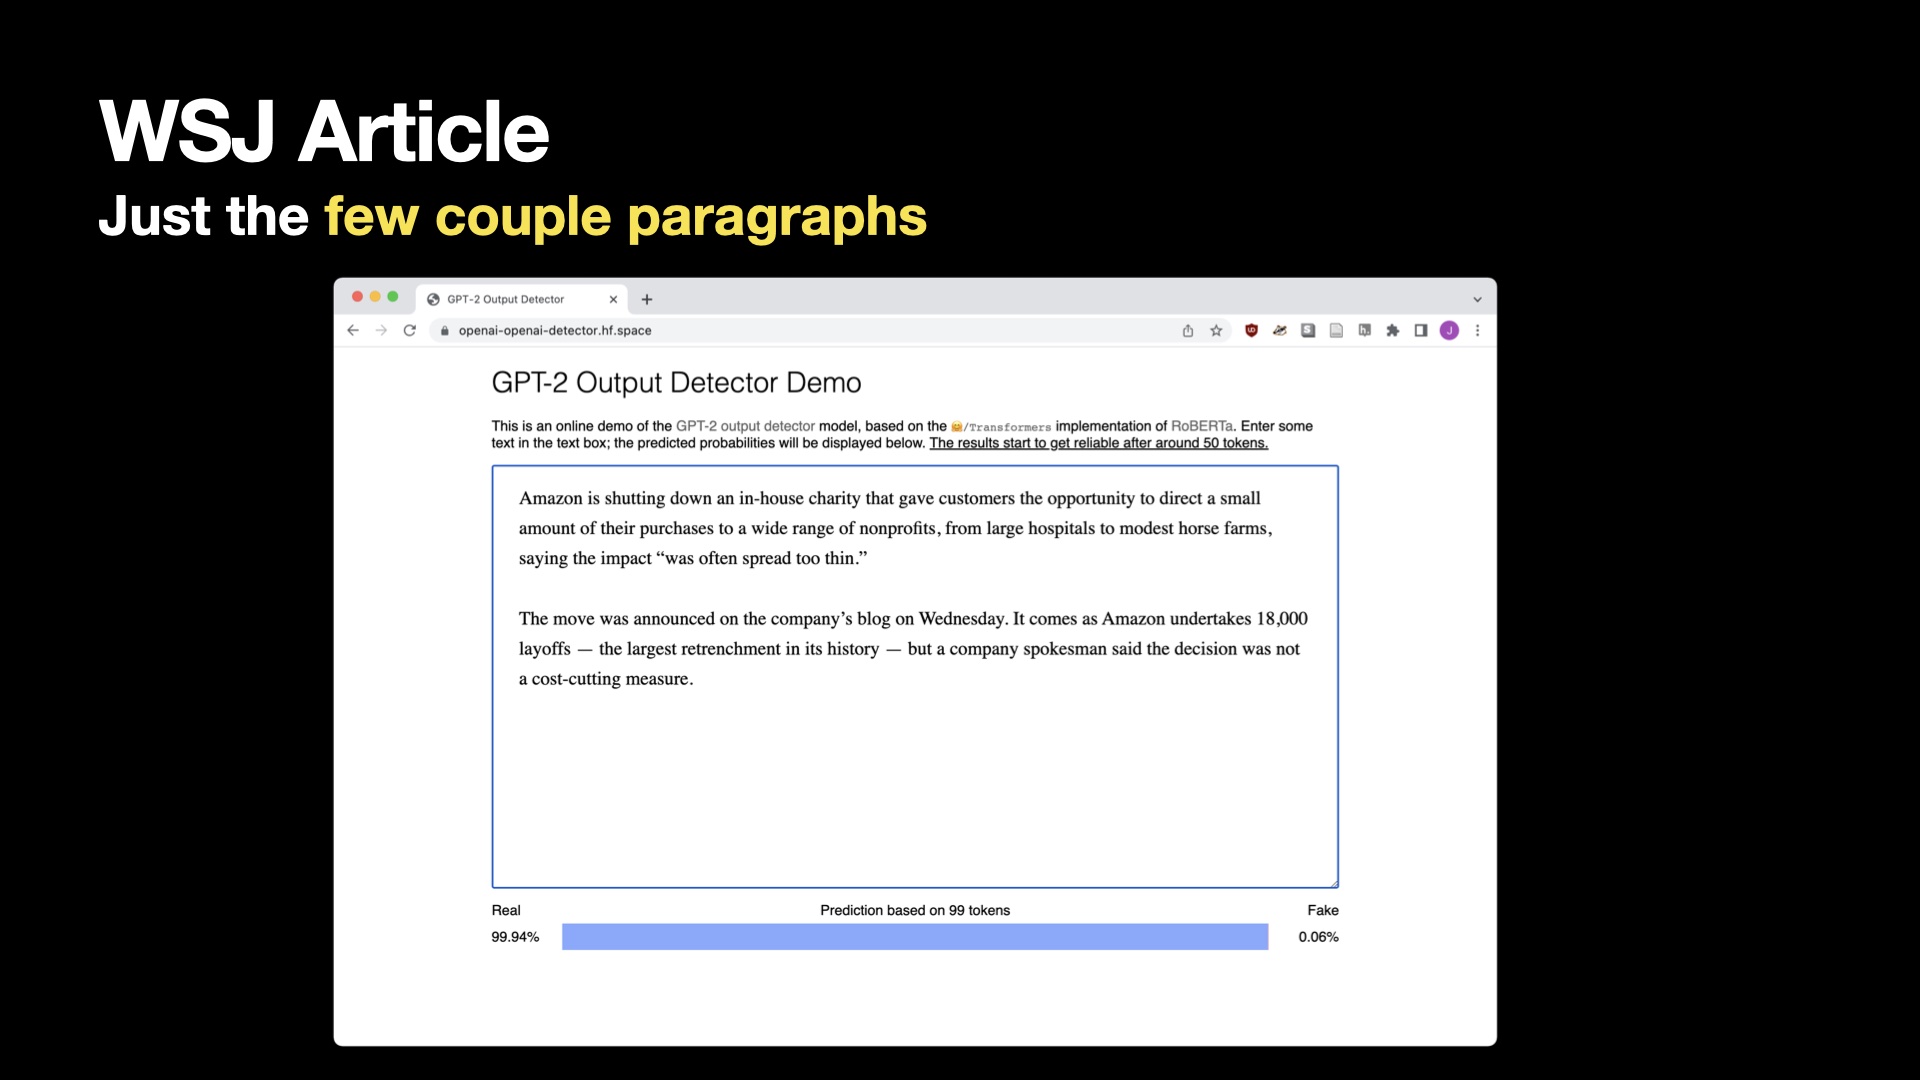 WSJ Article
Just the few couple paragraphs
GPT-2 Output Detector
openai-openai-detector.hf.space
J
GPT-2 Output Detector Demo
This is an online demo of the GPT-2 output detector model, based on the 🤗/Transformers implementation of RoBERTa. Enter some
text in the text box; the predicted probabilities will be displayed below. The results start to get reliable after around 50 tokens.
Amazon is shutting down an in-house charity that gave customers the opportunity to direct a small
amount of their purchases to a wide range of nonprofits, from large hospitals to modest horse farms,
saying the impact “was often spread too thin.”
The move was announced on the company’s blog on Wednesday. It comes as Amazon undertakes 18,000
layoffs — the largest retrenchment in its history — but a company spokesman said the decision was not
a cost-cutting measure.
Real Prediction based on 99 tokens Fake
99.94% 0.06%